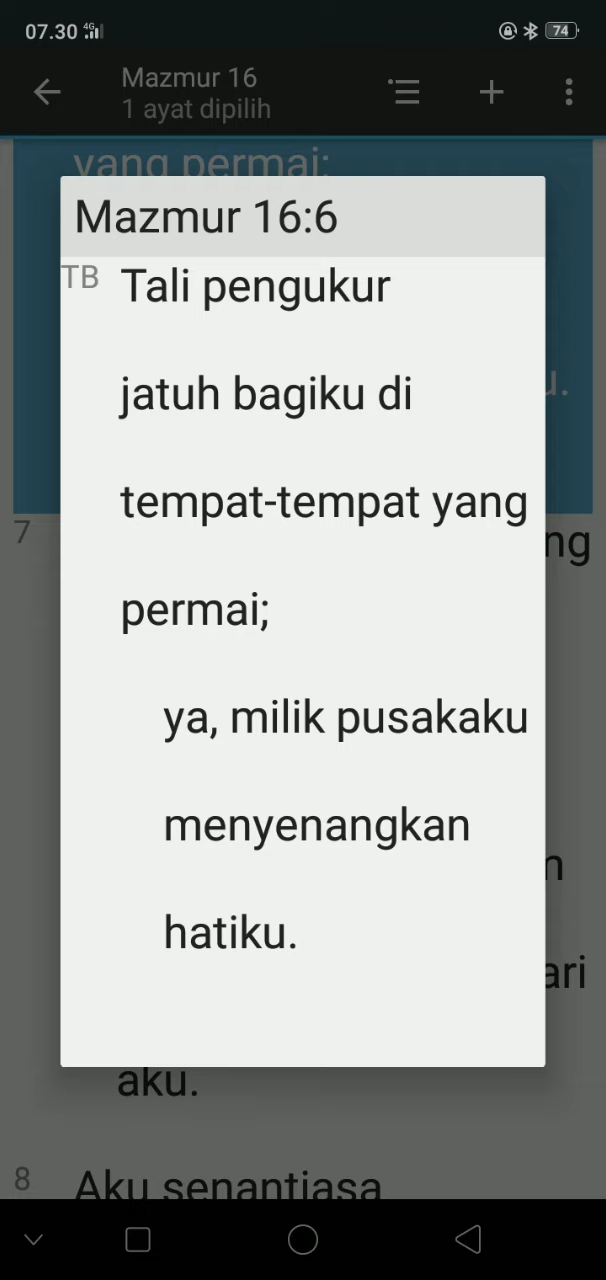 07.30 4G 74
Mazmur 16
1 ayat dipilih
yang permai;
Mazmur 16:6
TB Tali pengukur
jatuh bagiku di
tempat-tempat yang
permai;
ya, milik pusakaku
menyenangkan
hatiku.
7
aku.
8 Aku senantiasa